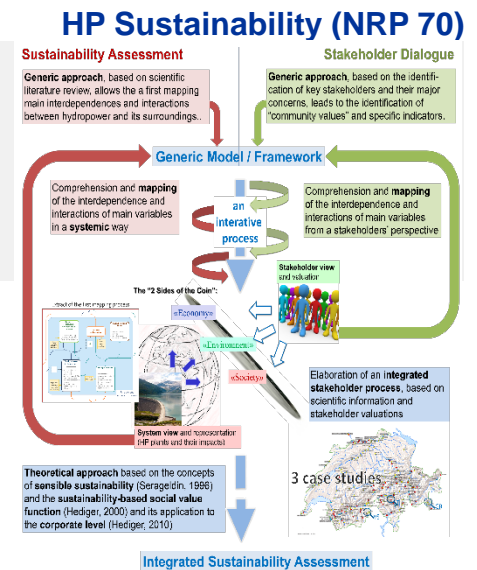 HP Sustainability (NRP 70)
Sustainability Assessment
Stakeholder Dialogue
Generic approach, based on scientific
literature review, allows the a first mapping
main interdependences and interactions
between hydropower and its surroundings..
Generic approach, based on the identifi-
cation of key stakeholders and their major
concerns, leads to the identification of
“community values” and specific indicators.
Generic Model / Framework
Comprehension and mapping
of the interdependence and
interactions of main variables
in a systemic way
an
interative
process
Comprehension and mapping
of the interdependence and
interactions of main variables
from a stakeholders’ perspective
Stakeholder view
and valuation
The “2 Sides of the Coin”:
«Economy»
«Environment»
«Society»
result of the first mapping process
System view and representation
(HP plants and their impacts)
Elaboration of an integrated
stakeholder process, based on
scientific information and
stakeholder valuations
3 case studies
Theoretical approach based on the concepts
of sensible sustainability (Serageldin. 1996)
and the sustainability-based social value
function (Hediger, 2000) and its application to
the corporate level (Hediger, 2010)
Integrated Sustainability Assessment